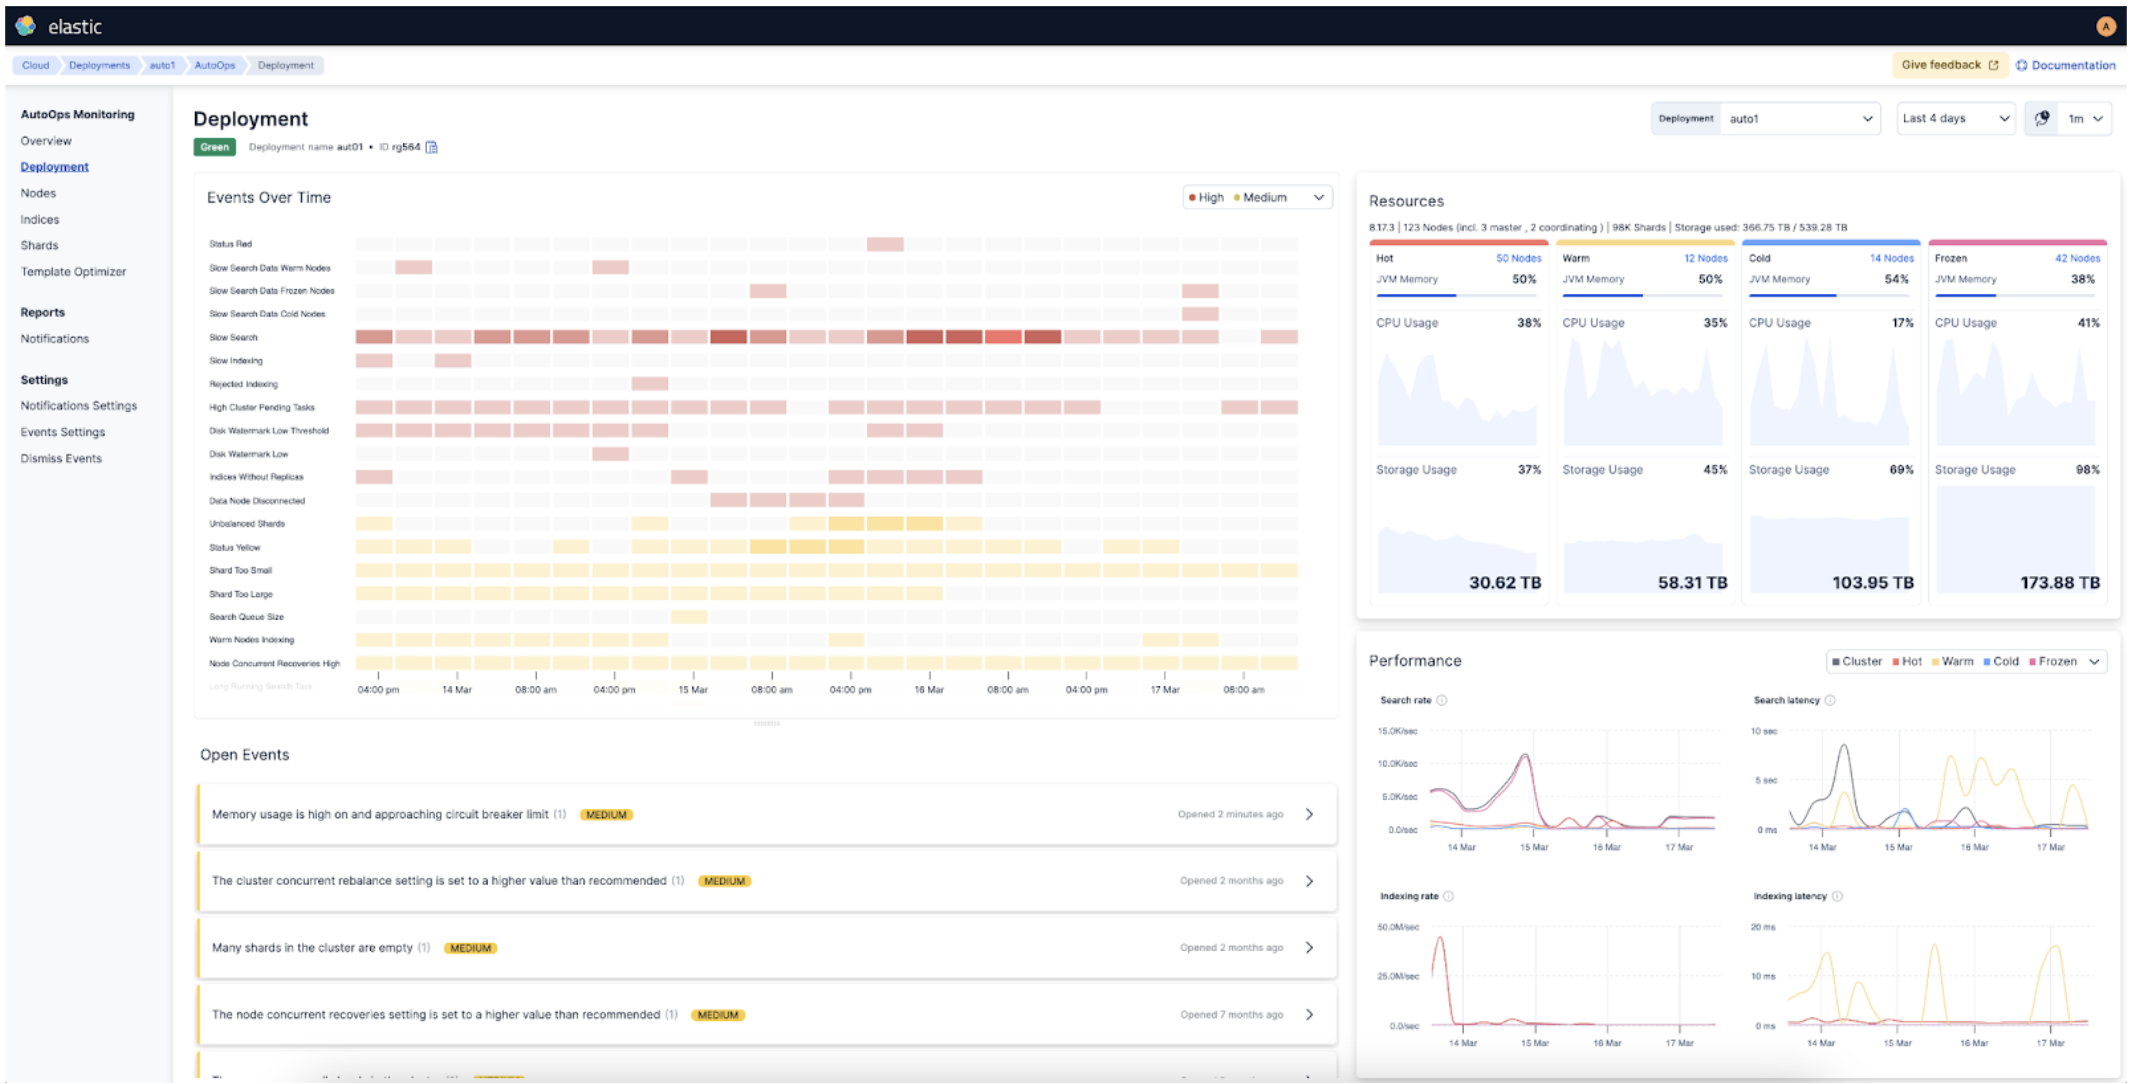 elastic
A
Cloud Deployments auto1 AutoOps Deployment
Give feedback Documentation
AutoOps Monitoring
Overview
Deployment
Nodes
Indices
Shards
Template Optimizer
Reports
Notifications
Settings
Notifications Settings
Events Settings
Dismiss Events
Deployment
Deployment auto1 Last 4 days 1m
Green Deployment name aut01 • ID rg564
Events Over Time
High Medium
Status Red
Slow Search Data Warm Nodes
Slow Search Data Frozen Nodes
Slow Search Data Cold Nodes
Slow Search
Slow Indexing
Rejected Indexing
High Cluster Pending Tasks
Disk Watermark Low Threshold
Disk Watermark Low
Indices Without Replicas
Data Node Disconnected
Unbalanced Shards
Status Yellow
Shard Too Small
Shard Too Large
Search Queue Size
Warm Nodes Indexing
Node Concurrent Recoveries High
Long Running Search Task
04:00 pm 14 Mar 08:00 am 04:00 pm 15 Mar 08:00 am 04:00 pm 16 Mar 08:00 am 04:00 pm 17 Mar 08:00 am
Open Events
Memory usage is high on and approaching circuit breaker limit (1) MEDIUM Opened 2 minutes ago
The cluster concurrent rebalance setting is set to a higher value than recommended (1) MEDIUM Opened 2 months ago
Many shards in the cluster are empty (1) MEDIUM Opened 2 months ago
The node concurrent recoveries setting is set to a higher value than recommended (1) MEDIUM Opened 7 months ago
Resources
8.17.3 | 123 Nodes (incl. 3 master , 2 coordinating ) | 98K Shards | Storage used: 366.75 TB / 539.28 TB
Hot 50 Nodes
JVM Memory 50%
CPU Usage 38%
Storage Usage 37%
30.62 TB
Warm 12 Nodes
JVM Memory 50%
CPU Usage 35%
Storage Usage 45%
58.31 TB
Cold 14 Nodes
JVM Memory 54%
CPU Usage 17%
Storage Usage 69%
103.95 TB
Frozen 42 Nodes
JVM Memory 38%
CPU Usage 41%
Storage Usage 98%
173.88 TB
Performance
Cluster Hot Warm Cold Frozen
Search rate
15.0K/sec
10.0K/sec
5.0K/sec
0.0/sec
14 Mar 15 Mar 16 Mar 17 Mar
Search latency
10 sec
5 sec
0 ms
14 Mar 15 Mar 16 Mar 17 Mar
Indexing rate
50.0M/sec
25.0M/sec
0.0/sec
14 Mar 15 Mar 16 Mar 17 Mar
Indexing latency
20 ms
10 ms
0 ms
14 Mar 15 Mar 16 Mar 17 Mar